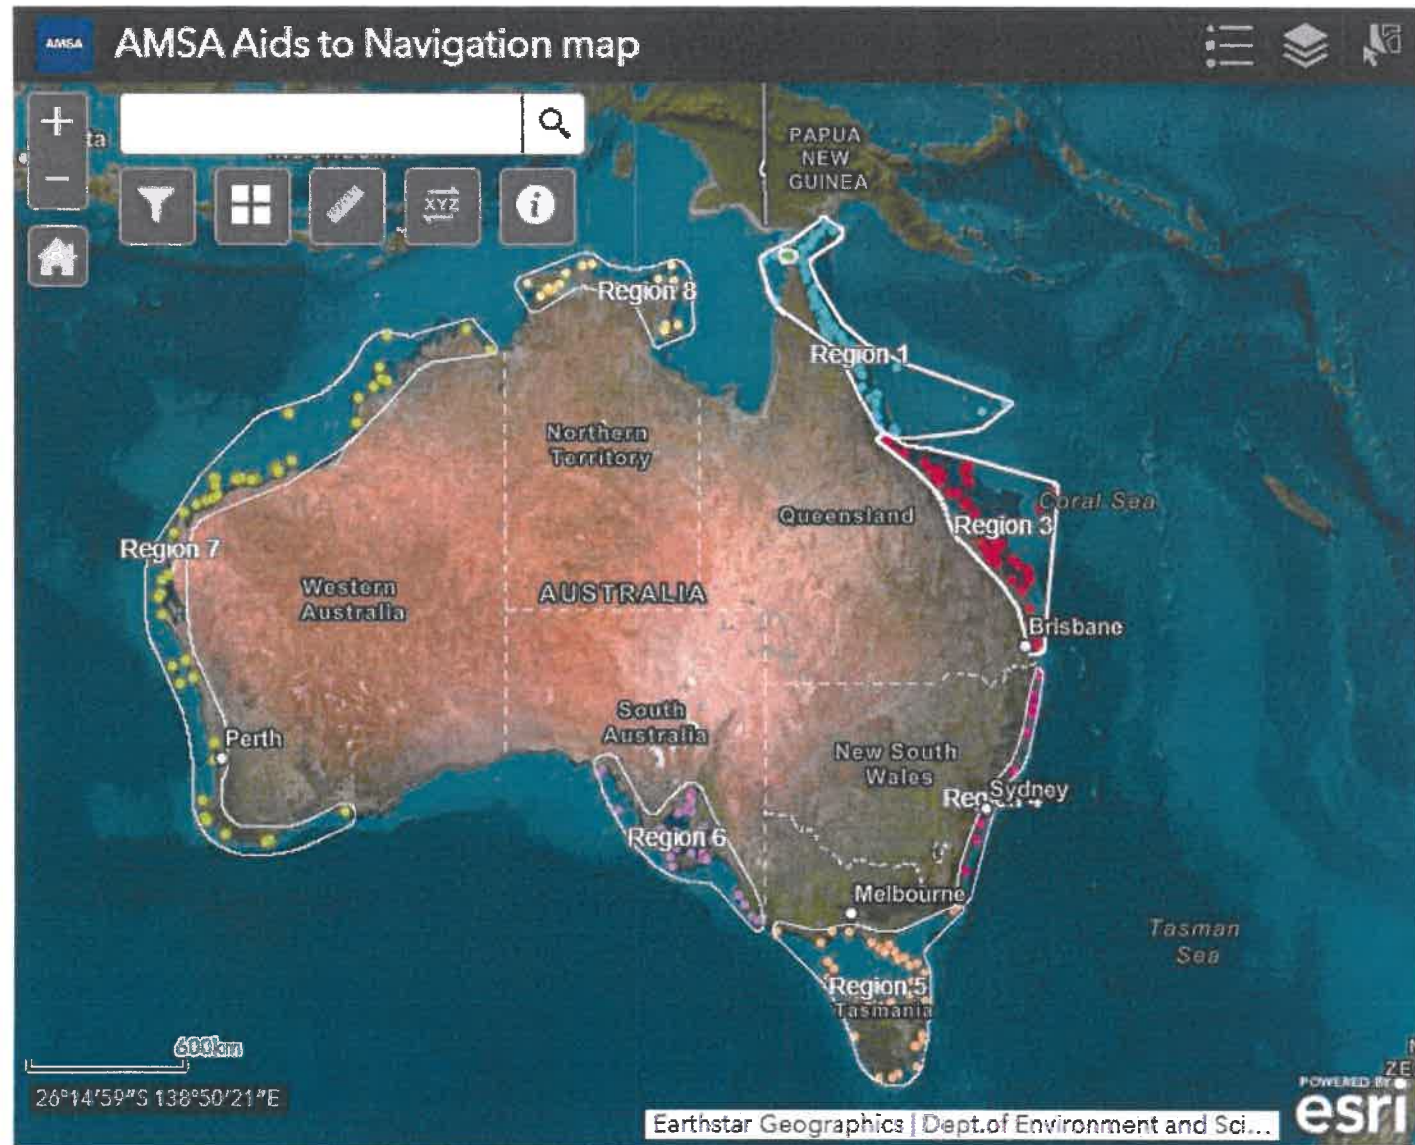 AMSA
AMSA Aids to Navigation map
PAPUA
NEW
GUINEA
XYZ
Region 8
Region 1
Northern
Territory
Queensland
Coral Sea
Region 3
Region 7
Western
Australia
AUSTRALIA
Brisbane
South
Australia
Perth
New South
Wales
Sydney
Region 6
Melbourne
Tasman
Sea
Region 5
Tasmania
600km
26°14'59"S 138°50'21"E
POWERED BY
esri
Earthstar Geographics | Dept.of Environment and Sci...